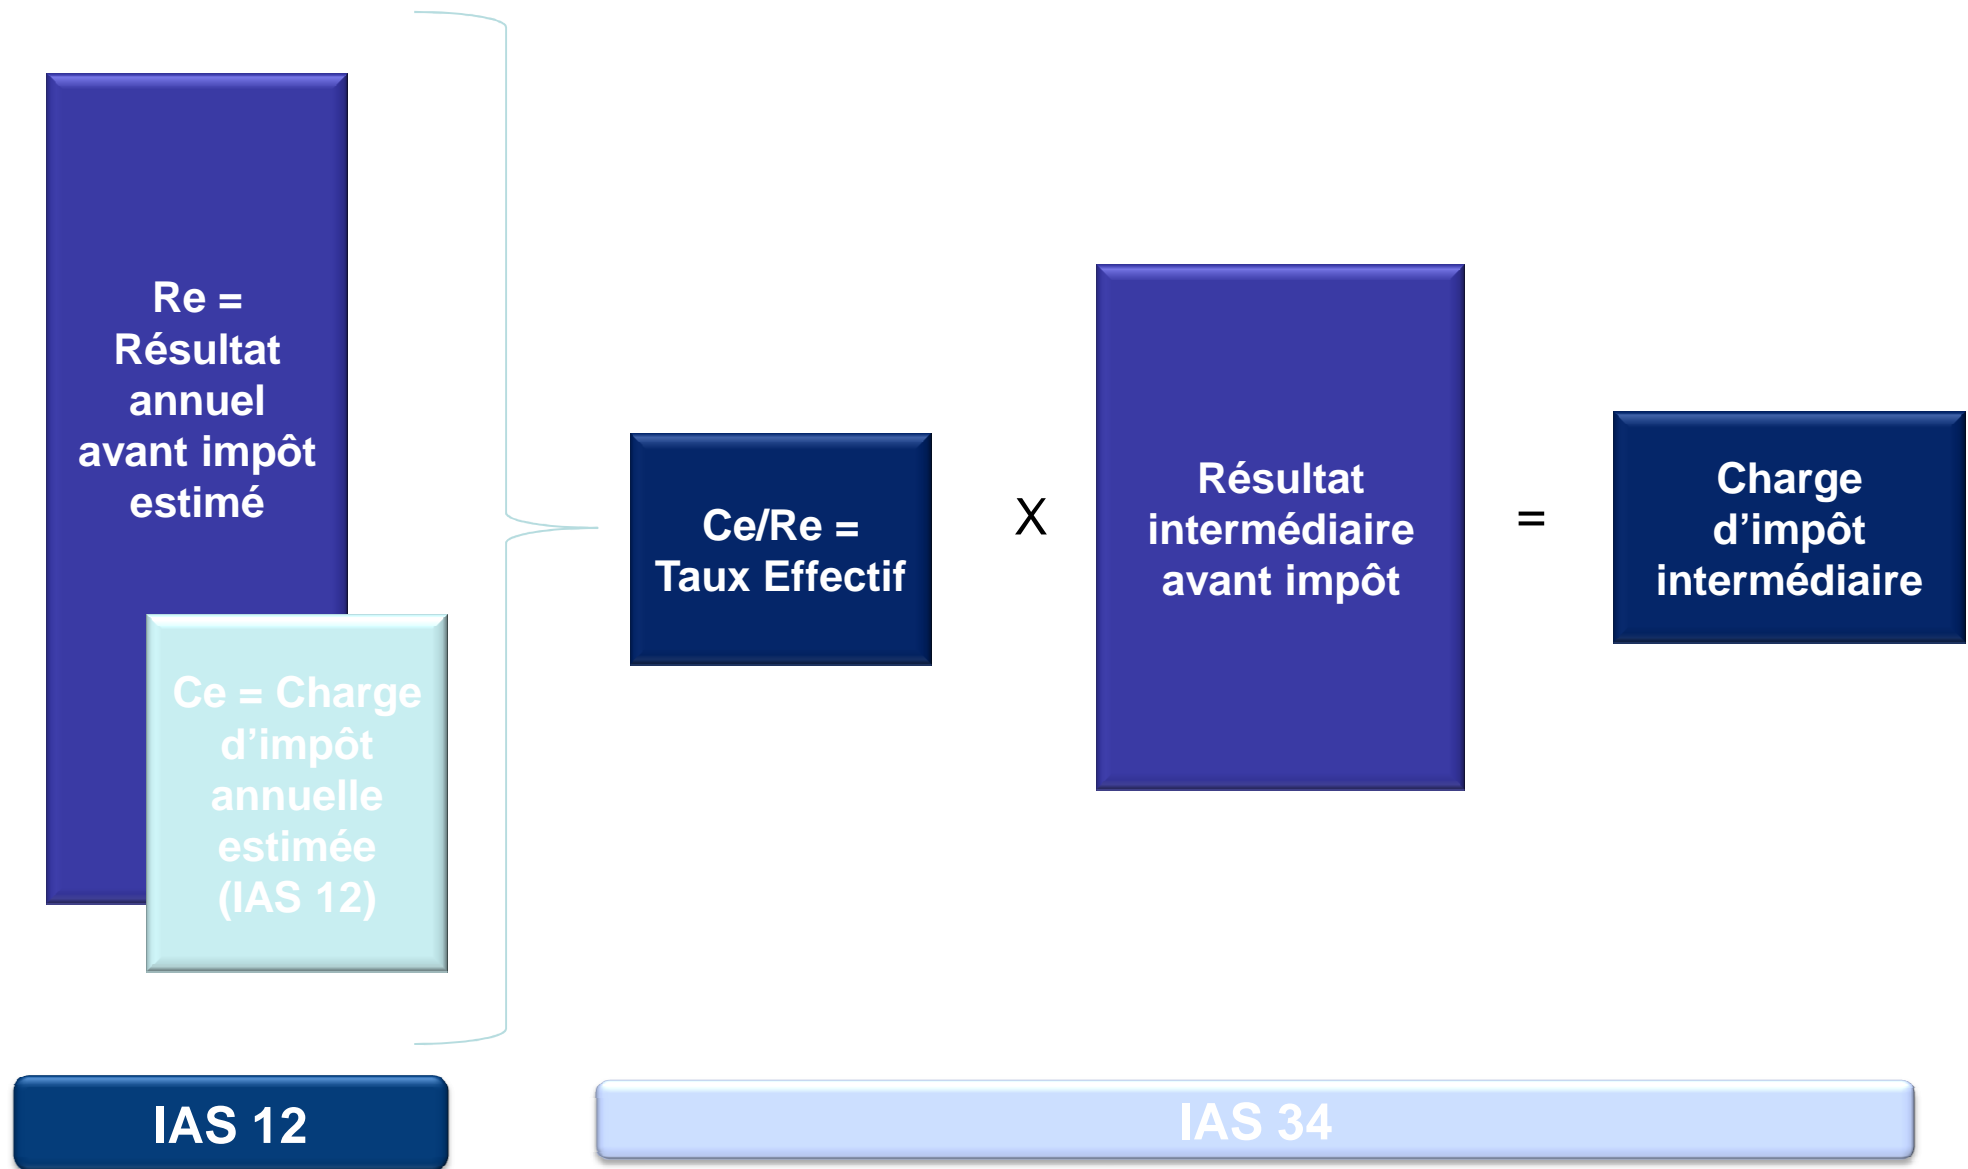 Re =
Résultat
annuel
avant impôt
estimé
Ce = Charge
d’impôt
annuelle
estimée
(IAS 12)
Ce/Re =
Taux Effectif
X
Résultat
intermédiaire
avant impôt
=
Charge
d’impôt
intermédiaire
IAS 12
IAS 34